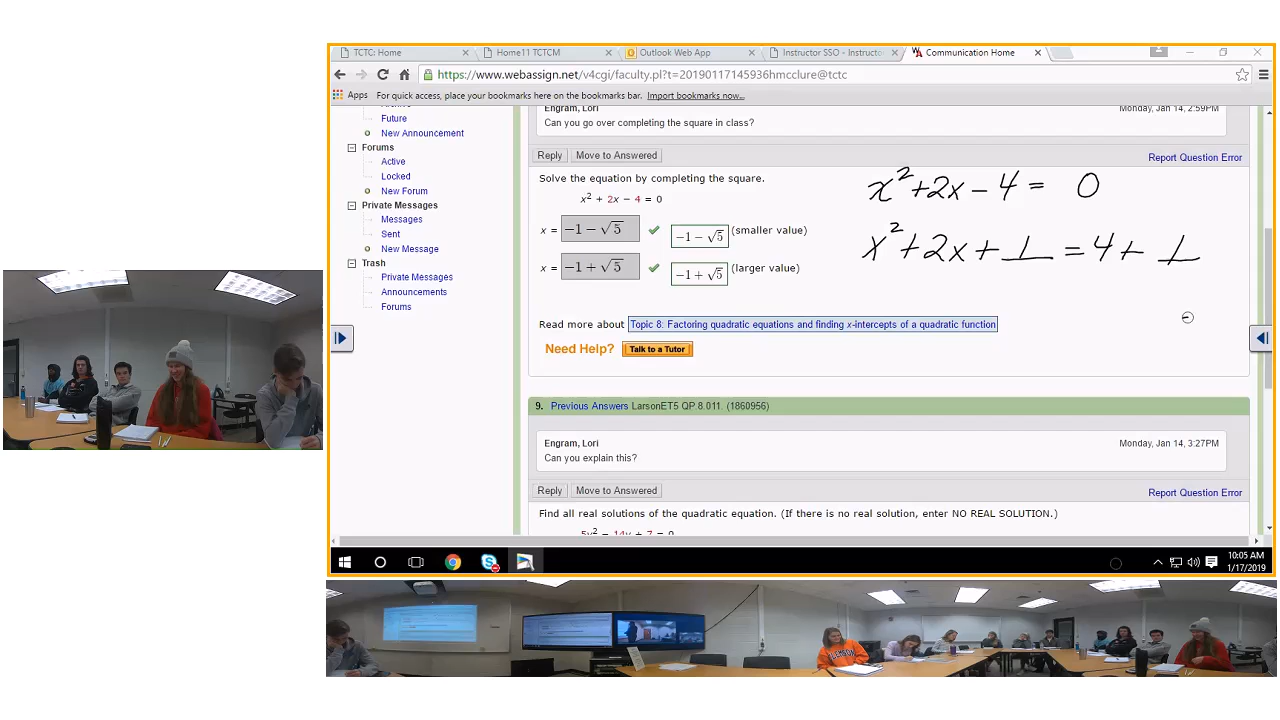 TCTC: Home
Home11 TCTCM
Outlook Web App
Instructor SSO - Instructo
Communication Home
https://www.webassign.net/v4cgi/faculty.pl?t=20190117145936hmcclure@tctc
Apps For quick access, place your bookmarks here on the bookmarks bar. Import bookmarks now...
Future
New Announcement
Forums
Active
Locked
New Forum
Private Messages
Messages
Sent
New Message
Trash
Private Messages
Announcements
Forums
Engram, Lori Monday, Jan 14, 2:59PM
Can you go over completing the square in class?
Reply Move to Answered
Report Question Error
Solve the equation by completing the square.
x² + 2x − 4 = 0
x = −1 − √5 −1 − √5 (smaller value)
x = −1 + √5 −1 + √5 (larger value)
x² + 2x − 4 = 0
x² + 2x + 1 = 4 + 1
Read more about Topic 8: Factoring quadratic equations and finding x-intercepts of a quadratic function
Need Help? Talk to a Tutor
9. Previous Answers LarsonET5 QP 8.011. (1860956)
Engram, Lori Monday, Jan 14, 3:27PM
Can you explain this?
Reply Move to Answered
Report Question Error
Find all real solutions of the quadratic equation. (If there is no real solution, enter NO REAL SOLUTION.)
10:05 AM
1/17/2019